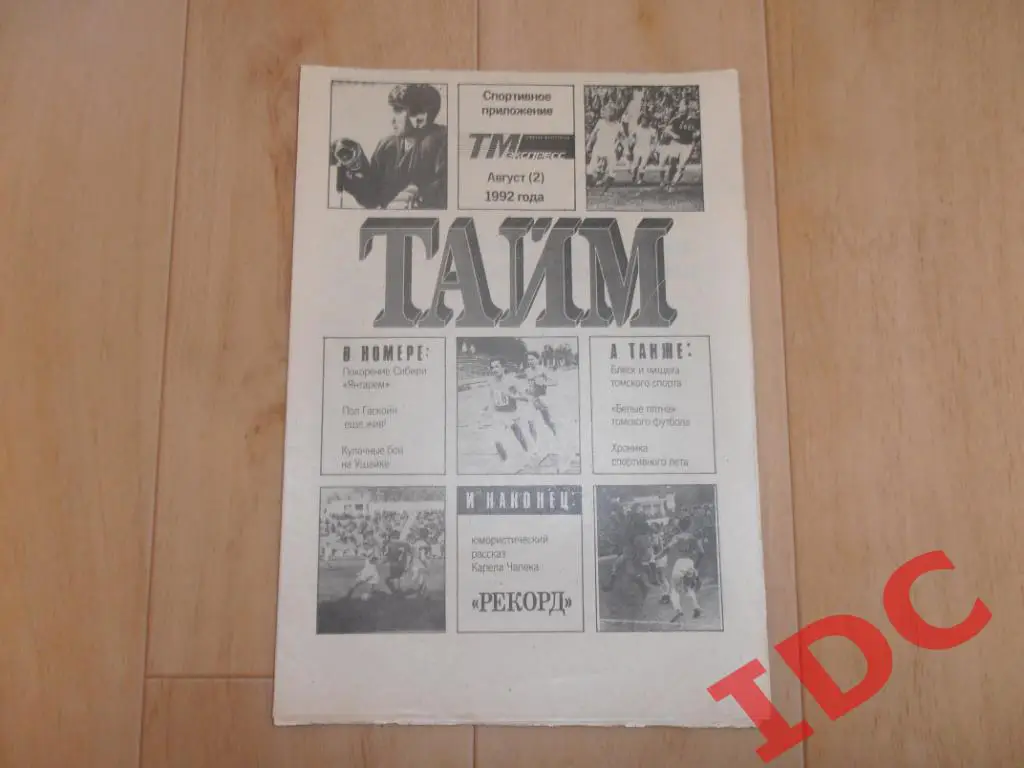 Спортивное
приложение
ТМ
ЭКСПРЕСС
Август (2)
1992 года
ТАЙМ
В НОМЕРЕ:
Покорение Сибири
«Янтарем»
Пол Гаскойн
еще жив!
Кулачные бои
на Ушайке
А ТАКЖЕ:
Блеск и нищета
томского спорта
«Белые пятна»
томского футбола
Хроника
спортивного лета
И НАКОНЕЦ:
юмористический
рассказ
Карела Чапека
«РЕКОРД»
IDC